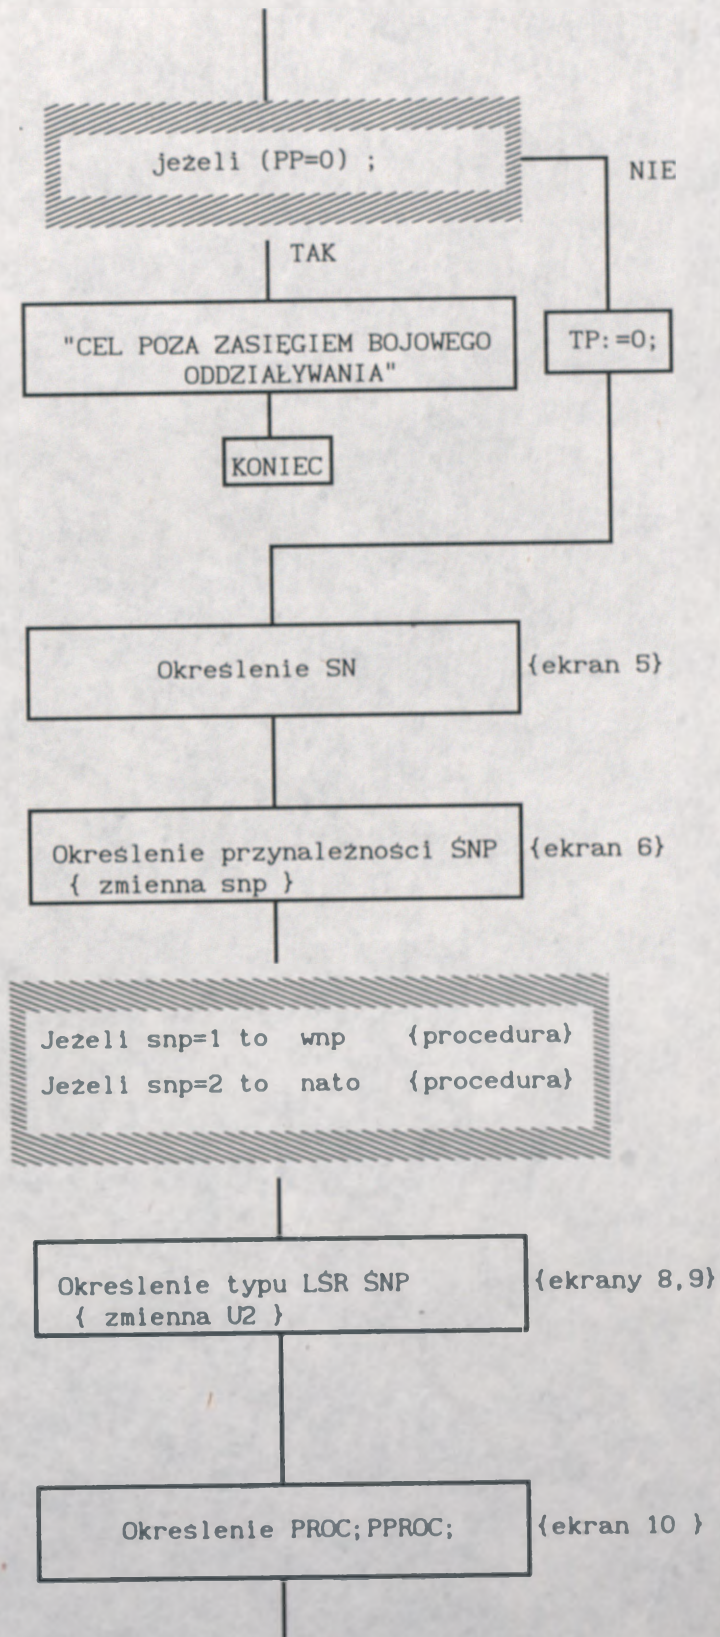 jeżeli (PP=0) ;
NIE
TAK
"CEL POZA ZASIĘGIEM BOJOWEGO
ODDZIAŁYWANIA"
TP:=0;
KONIEC
Określenie SN
{ekran 5}
Określenie przynależności ŚNP
{ zmienna snp }
{ekran 6}
Jeżeli snp=1 to wnp {procedura}
Jeżeli snp=2 to nato {procedura}
Określenie typu LŚR ŚNP
{ zmienna U2 }
{ekrany 8,9}
Określenie PROC;PPROC;
{ekran 10 }